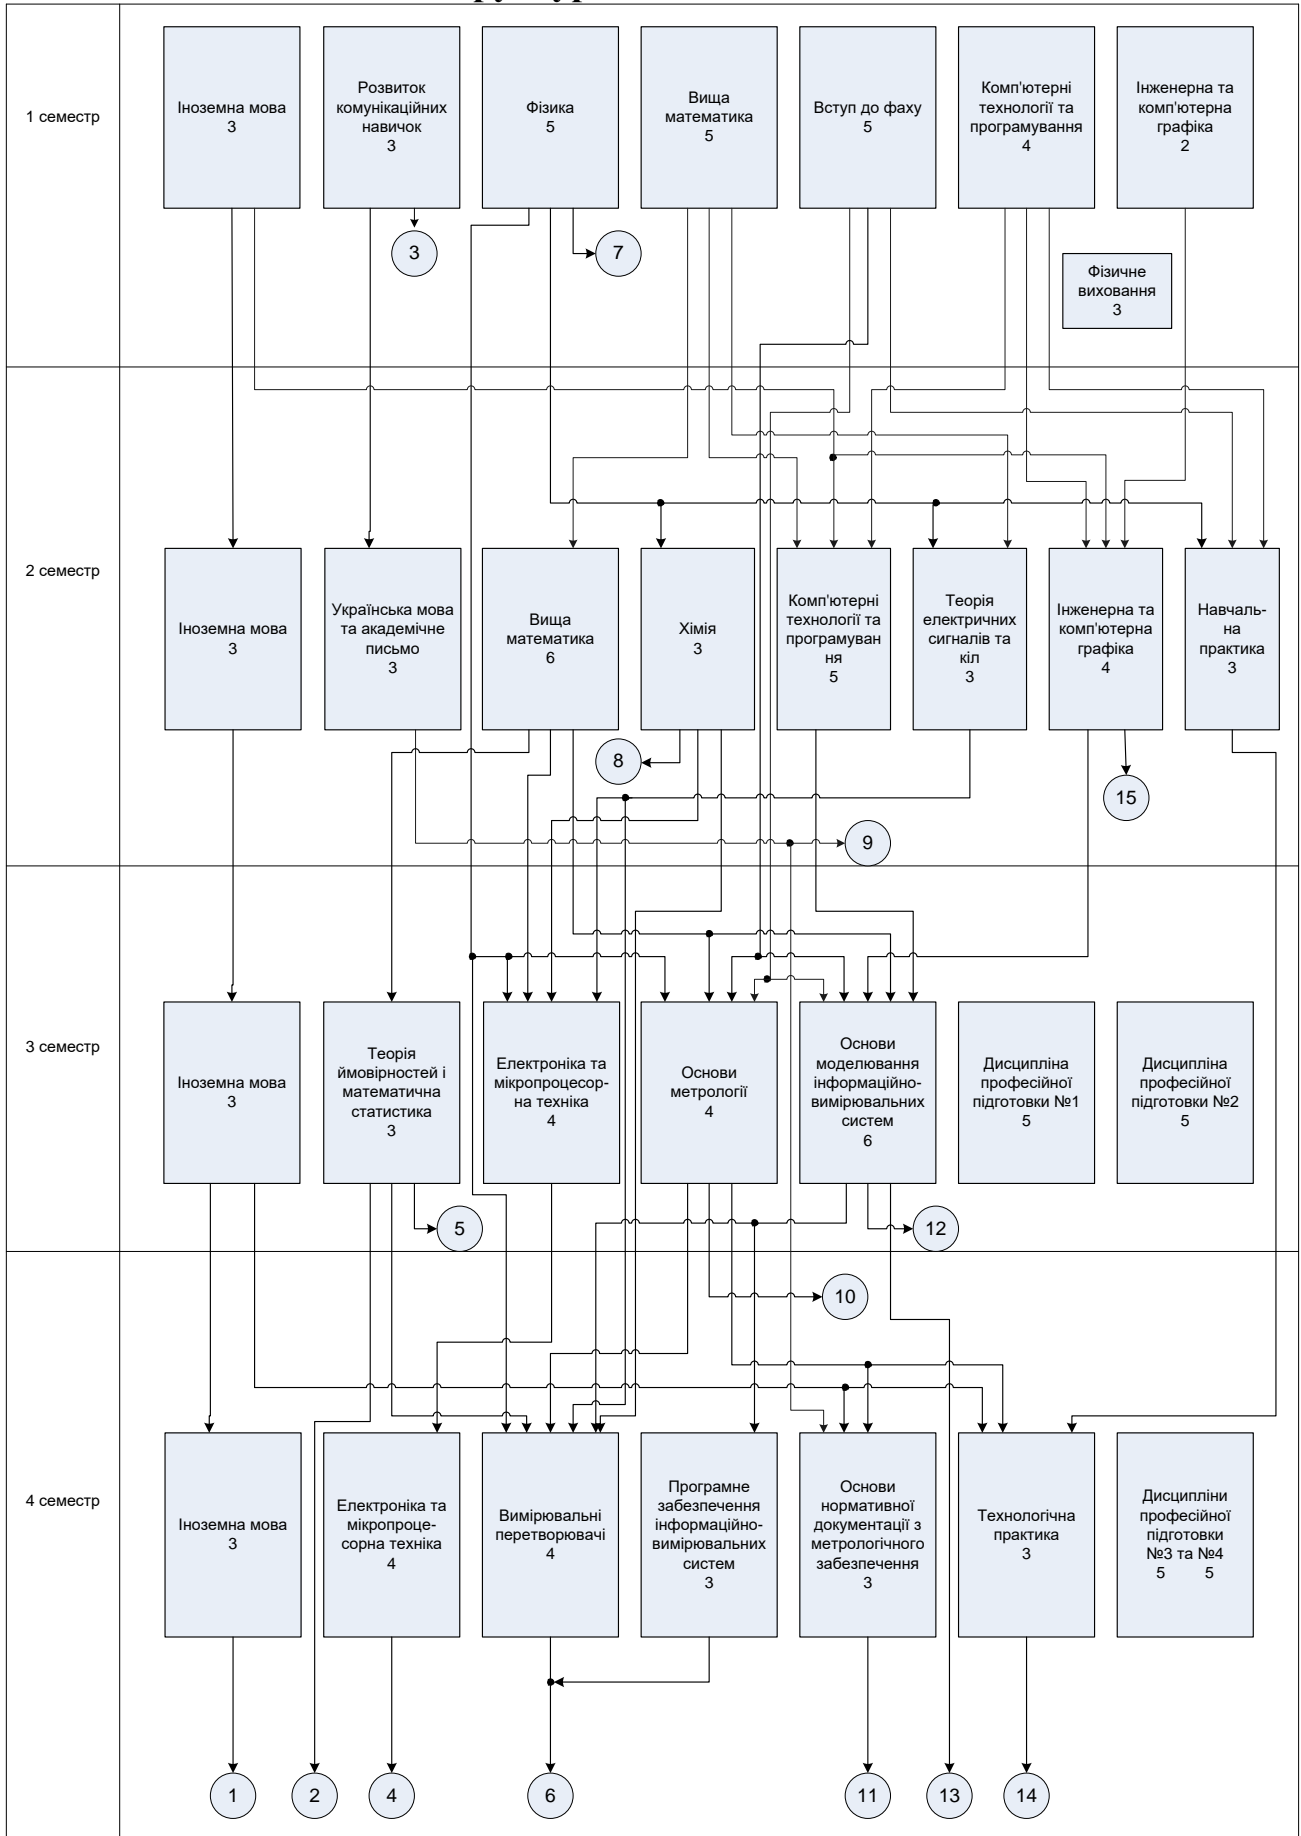 1 семестр
Іноземна мова
3
Розвиток
комунікаційних
навичок
3
Фізика
5
Вища
математика
5
Вступ до фаху
5
Комп'ютерні
технології та
програмування
4
Інженерна та
комп'ютерна
графіка
2
3
7
Фізичне
виховання
3
2 семестр
Іноземна мова
3
Українська мова
та академічне
письмо
3
Вища
математика
6
Хімія
3
Комп'ютерні
технології та
програмуван
ня
5
Теорія
електричних
сигналів та
кіл
3
Інженерна та
комп'ютерна
графіка
4
Навчаль-
на
практика
3
8
15
9
3 семестр
Іноземна мова
3
Теорія
ймовірностей і
математична
статистика
3
Електроніка та
мікропроцесор-
на техніка
4
Основи
метрології
4
Основи
моделювання
інформаційно-
вимірювальних
систем
6
Дисципліна
професійної
підготовки №1
5
Дисципліна
професійної
підготовки №2
5
5
12
10
4 семестр
Іноземна мова
3
Електроніка та
мікропроце-
сорна техніка
4
Вимірювальні
перетворювачі
4
Програмне
забезпечення
інформаційно-
вимірювальних
систем
3
Основи
нормативної
документації з
метрологічного
забезпечення
3
Технологічна
практика
3
Дисципліни
професійної
підготовки
№3 та №4
5 5
1
2
4
6
11
13
14